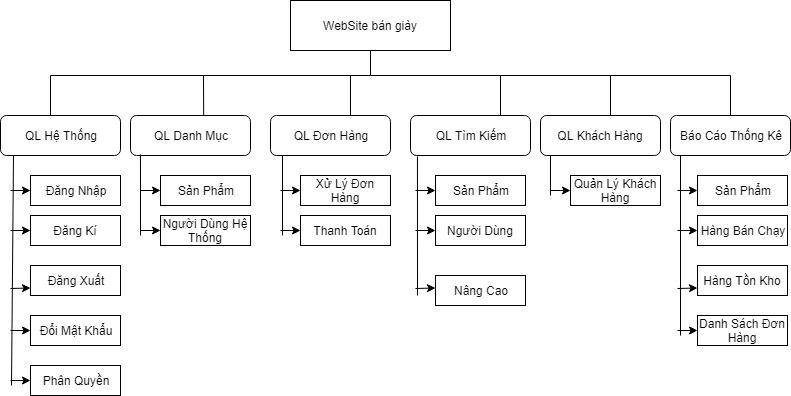 WebSite bán giày
QL Hệ Thống
QL Danh Mục
QL Đơn Hàng
QL Tìm Kiếm
QL Khách Hàng
Báo Cáo Thống Kê
Đăng Nhập
Sản Phẩm
Xử Lý Đơn
Hàng
Sản Phẩm
Quản Lý Khách
Hàng
Sản Phẩm
Đăng Kí
Người Dùng Hệ
Thống
Thanh Toán
Người Dùng
Hàng Bán Chạy
Đăng Xuất
Nâng Cao
Hàng Tồn Kho
Đổi Mật Khẩu
Danh Sách Đơn
Hàng
Phân Quyền